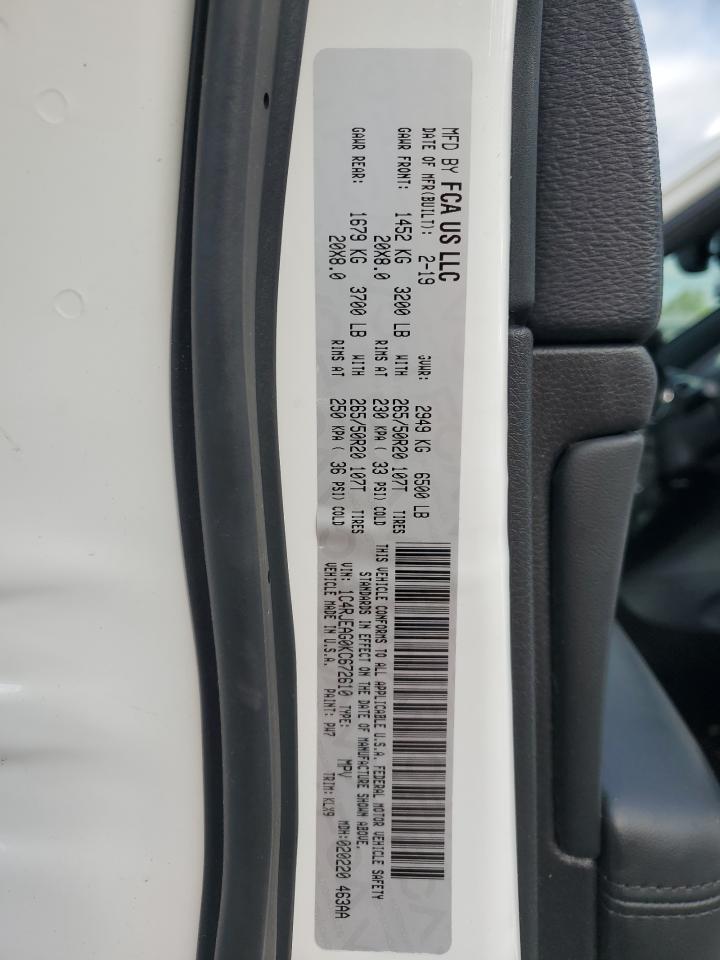 MFD BY FCA US LLC
DATE OF MFR(BUILT): 2-19 GVWR: 2949 KG 6500 LB
GAWR FRONT: 1452 KG 3200 LB WITH 265/50R20 107T TIRES
20X8.0 RIMS AT 230 KPA ( 33 PSI) COLD
GAWR REAR: 1679 KG 3700 LB WITH 265/50R20 107T TIRES
20X8.0 RIMS AT 250 KPA ( 36 PSI) COLD
THIS VEHICLE CONFORMS TO ALL APPLICABLE U.S.A. FEDERAL MOTOR VEHICLE SAFETY
STANDARDS IN EFFECT ON THE DATE OF MANUFACTURE SHOWN ABOVE.
VIN: 1C4RJEAG0KC672610 TYPE: MPV MDH:020220 463AA
VEHICLE MADE IN U.S.A. PAINT: PW7 TRIM:KLX9